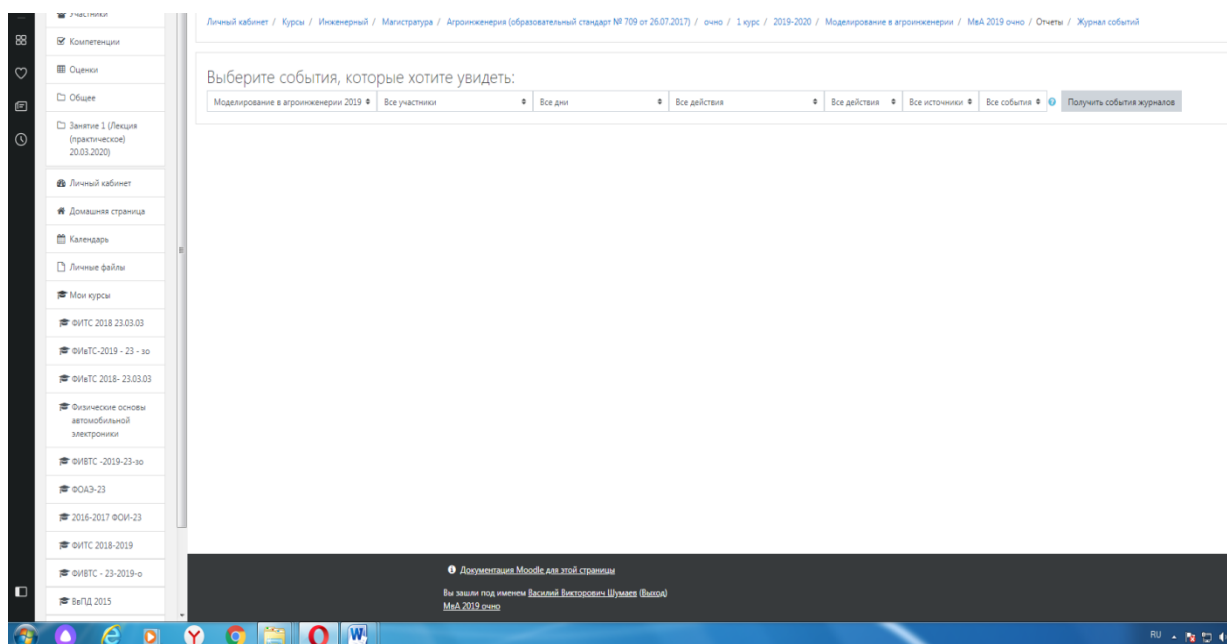 Участники
Компетенции
Оценки
Общее
Занятие 1 (Лекция
(практическое)
20.03.2020)
Личный кабинет
Домашняя страница
Календарь
Личные файлы
Мои курсы
ФИТС 2018 23.03.03
ФИвТС-2019 - 23 - зо
ФИвТС 2018- 23.03.03
Физические основы
автомобильной
электроники
ФИВТС -2019-23-зо
ФОАЭ-23
2016-2017 ФОИ-23
ФИТС 2018-2019
ФИВТС - 23-2019-о
ВвПД 2015
Личный кабинет / Курсы / Инженерный / Магистратура / Агроинженерия (образовательный стандарт № 709 от 26.07.2017) / очно / 1 курс / 2019-2020 / Моделирование в агроинженерии / МвА 2019 очно / Отчеты / Журнал событий
Выберите события, которые хотите увидеть:
Моделирование в агроинженерии 2019 Все участники Все дни Все действия Все действия Все источники Все события Получить события журналов
Документация Moodle для этой страницы
Вы зашли под именем Василий Викторович Шумаев (Выход)
МвА 2019 очно
RU